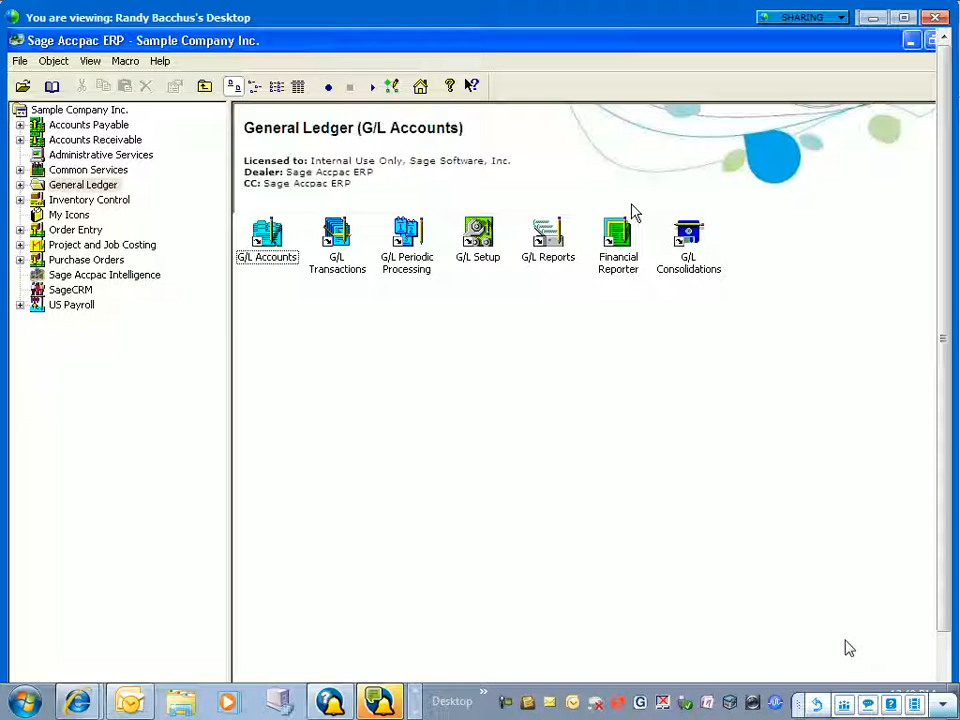 You are viewing: Randy Bacchus's Desktop
SHARING
Sage Accpac ERP - Sample Company Inc.
File Object View Macro Help
Sample Company Inc.
Accounts Payable
Accounts Receivable
Administrative Services
Common Services
General Ledger
Inventory Control
My Icons
Order Entry
Project and Job Costing
Purchase Orders
Sage Accpac Intelligence
SageCRM
US Payroll
General Ledger (G/L Accounts)
Licensed to: Internal Use Only, Sage Software, Inc.
Dealer: Sage Accpac ERP
CC: Sage Accpac ERP
G/L Accounts
G/L
Transactions
G/L Periodic
Processing
G/L Setup
G/L Reports
Financial
Reporter
G/L
Consolidations
Desktop